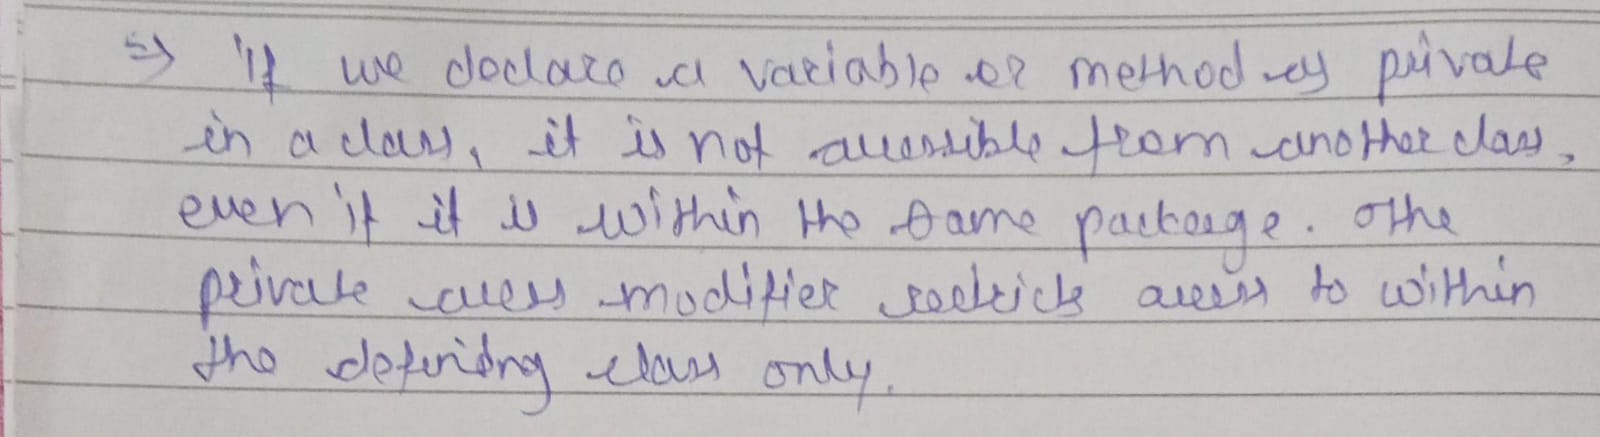 => if we declare a variable or method as private
in a class, it is not accessible from another class,
even if it is within the same package. The
private access modifier restricts access to within
the defining class only.